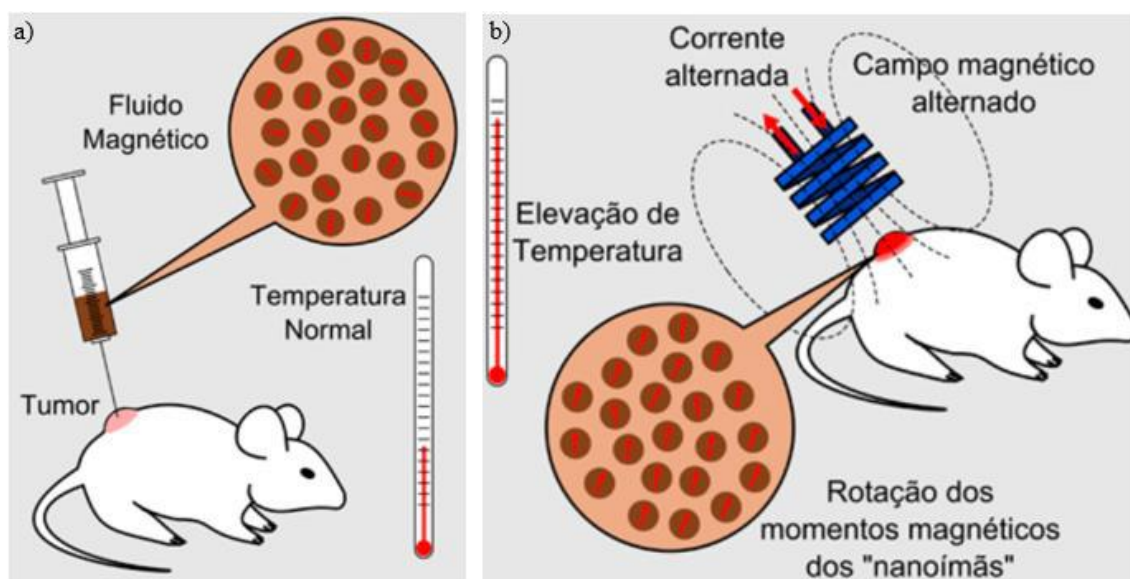 a)
Fluido
Magnético
Temperatura
Normal
Tumor
b)
Corrente
alternada
Campo magnético
alternado
Elevação de
Temperatura
Rotação dos
momentos magnéticos
dos "nanoímãs"